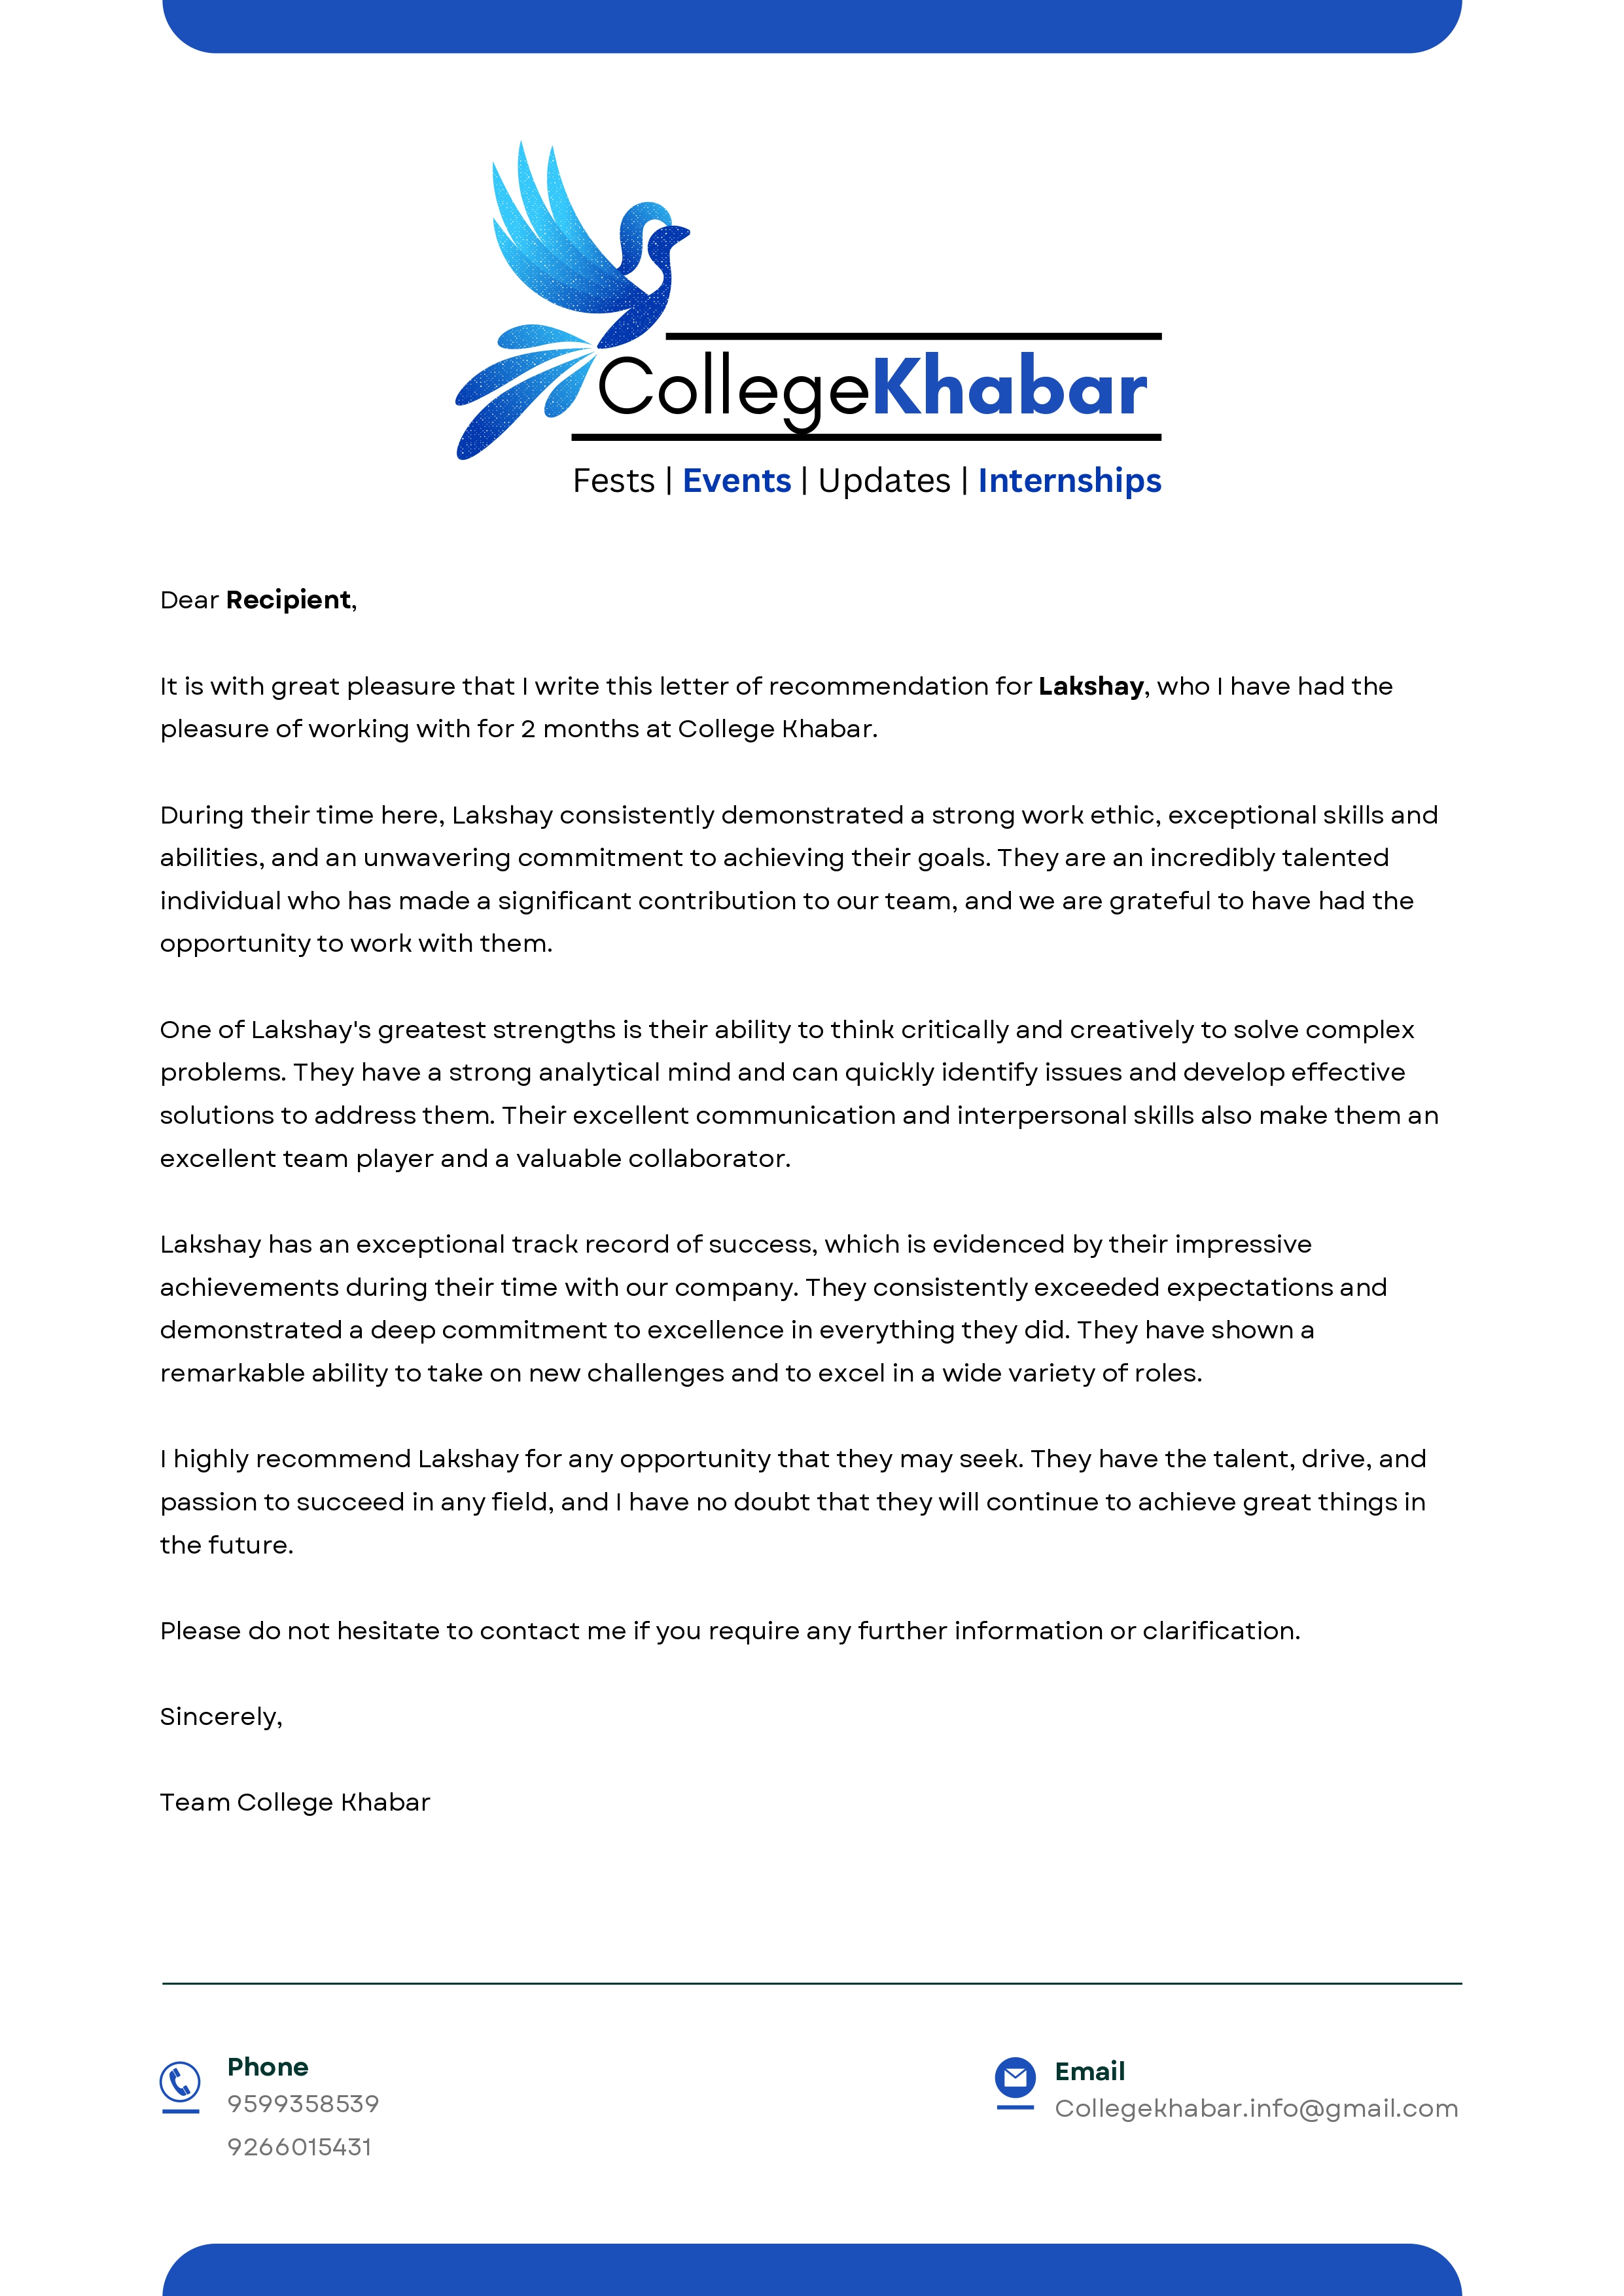 CollegeKhabar
Fests | Events | Updates | Internships
Dear Recipient,
It is with great pleasure that I write this letter of recommendation for Lakshay, who I have had the
pleasure of working with for 2 months at College Khabar.
During their time here, Lakshay consistently demonstrated a strong work ethic, exceptional skills and
abilities, and an unwavering commitment to achieving their goals. They are an incredibly talented
individual who has made a significant contribution to our team, and we are grateful to have had the
opportunity to work with them.
One of Lakshay's greatest strengths is their ability to think critically and creatively to solve complex
problems. They have a strong analytical mind and can quickly identify issues and develop effective
solutions to address them. Their excellent communication and interpersonal skills also make them an
excellent team player and a valuable collaborator.
Lakshay has an exceptional track record of success, which is evidenced by their impressive
achievements during their time with our company. They consistently exceeded expectations and
demonstrated a deep commitment to excellence in everything they did. They have shown a
remarkable ability to take on new challenges and to excel in a wide variety of roles.
I highly recommend Lakshay for any opportunity that they may seek. They have the talent, drive, and
passion to succeed in any field, and I have no doubt that they will continue to achieve great things in
the future.
Please do not hesitate to contact me if you require any further information or clarification.
Sincerely,
Team College Khabar
Phone
9599358539
9266015431
Email
Collegekhabar.info@gmail.com